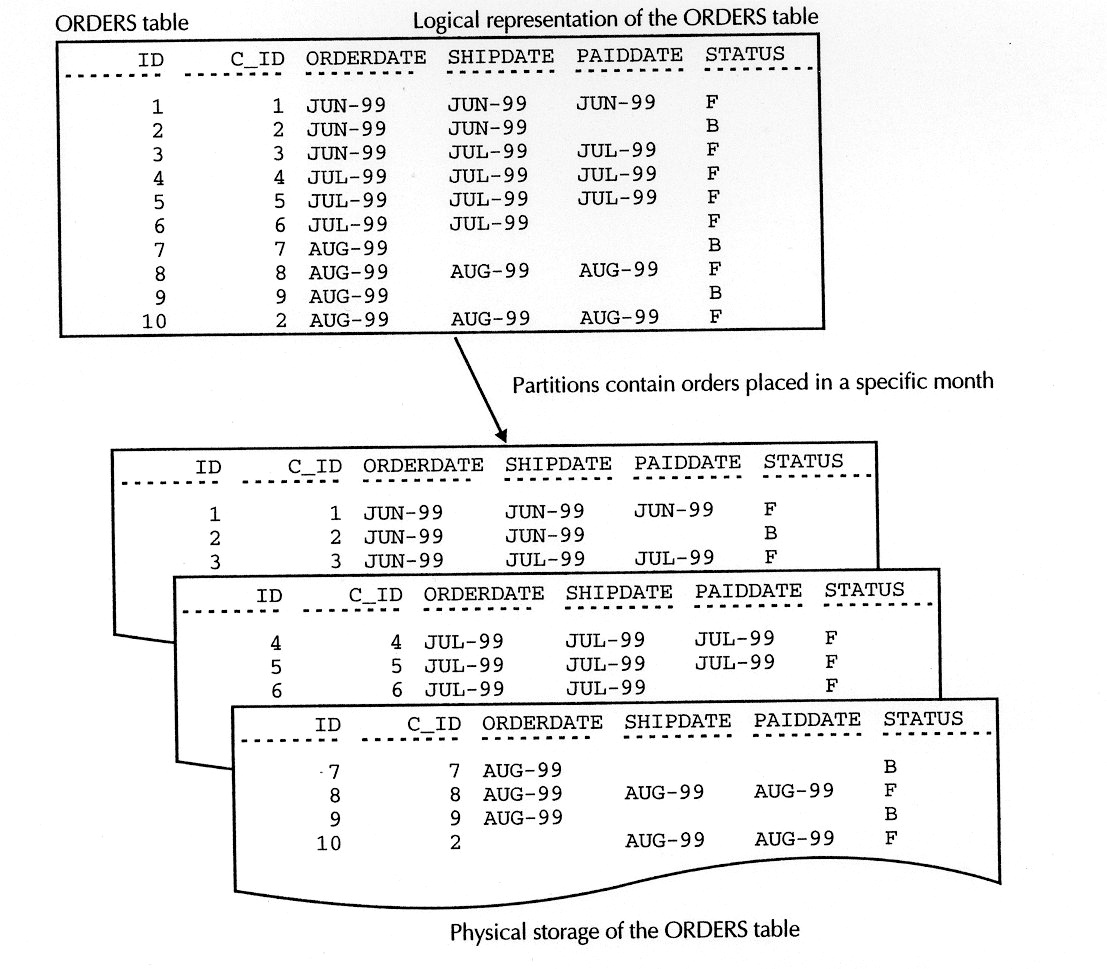 ORDERS table Logical representation of the ORDERS table
ID C_ID ORDERDATE SHIPDATE PAIDDATE STATUS
1 1 JUN-99 JUN-99 JUN-99 F
2 2 JUN-99 JUN-99 B
3 3 JUN-99 JUL-99 JUL-99 F
4 4 JUL-99 JUL-99 JUL-99 F
5 5 JUL-99 JUL-99 JUL-99 F
6 6 JUL-99 JUL-99 F
7 7 AUG-99 B
8 8 AUG-99 AUG-99 AUG-99 F
9 9 AUG-99 B
10 2 AUG-99 AUG-99 AUG-99 F
Partitions contain orders placed in a specific month
ID C_ID ORDERDATE SHIPDATE PAIDDATE STATUS
1 1 JUN-99 JUN-99 JUN-99 F
2 2 JUN-99 JUN-99 B
3 3 JUN-99 JUL-99 JUL-99 F
ID C_ID ORDERDATE SHIPDATE PAIDDATE STATUS
4 4 JUL-99 JUL-99 JUL-99 F
5 5 JUL-99 JUL-99 JUL-99 F
6 6 JUL-99 JUL-99 F
ID C_ID ORDERDATE SHIPDATE PAIDDATE STATUS
7 7 AUG-99 B
8 8 AUG-99 AUG-99 AUG-99 F
9 9 AUG-99 B
10 2 AUG-99 AUG-99 F
Physical storage of the ORDERS table